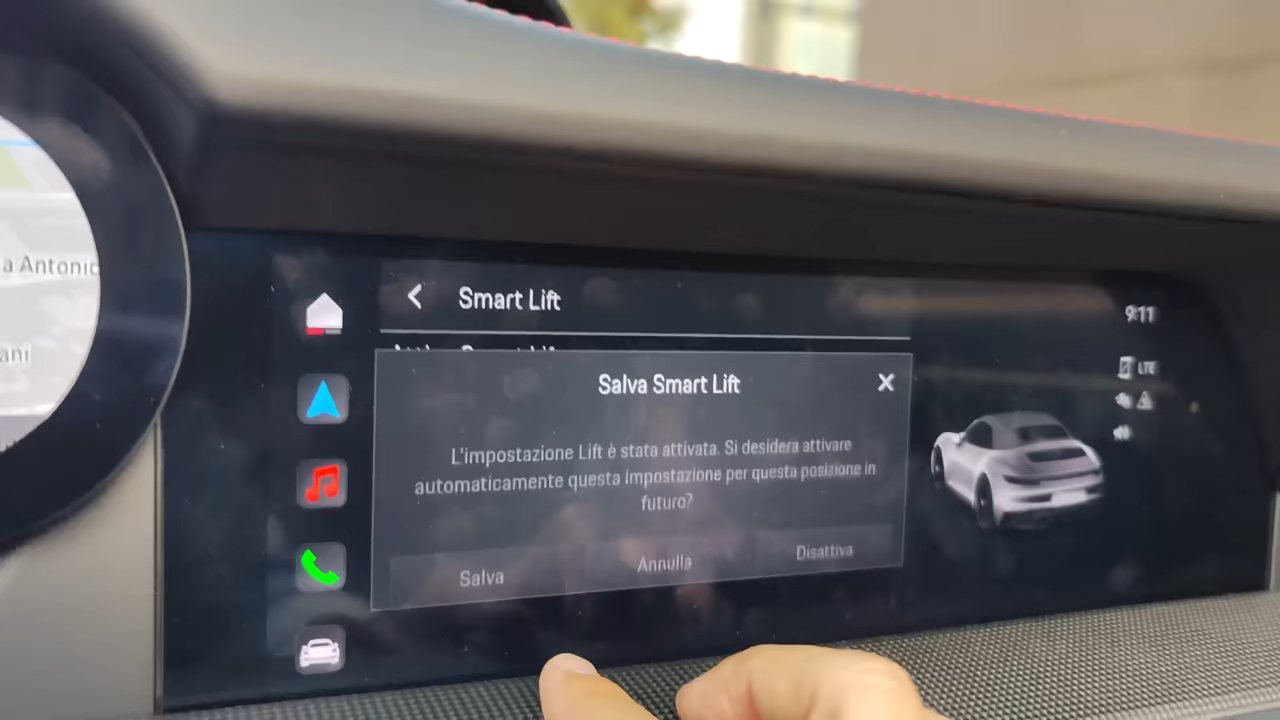 a Antonic
ani
Smart Lift
9:11
LTE
Salva Smart Lift
L'impostazione Lift è stata attivata. Si desidera attivare
automaticamente questa impostazione per questa posizione in
futuro?
Salva
Annulla
Disattiva